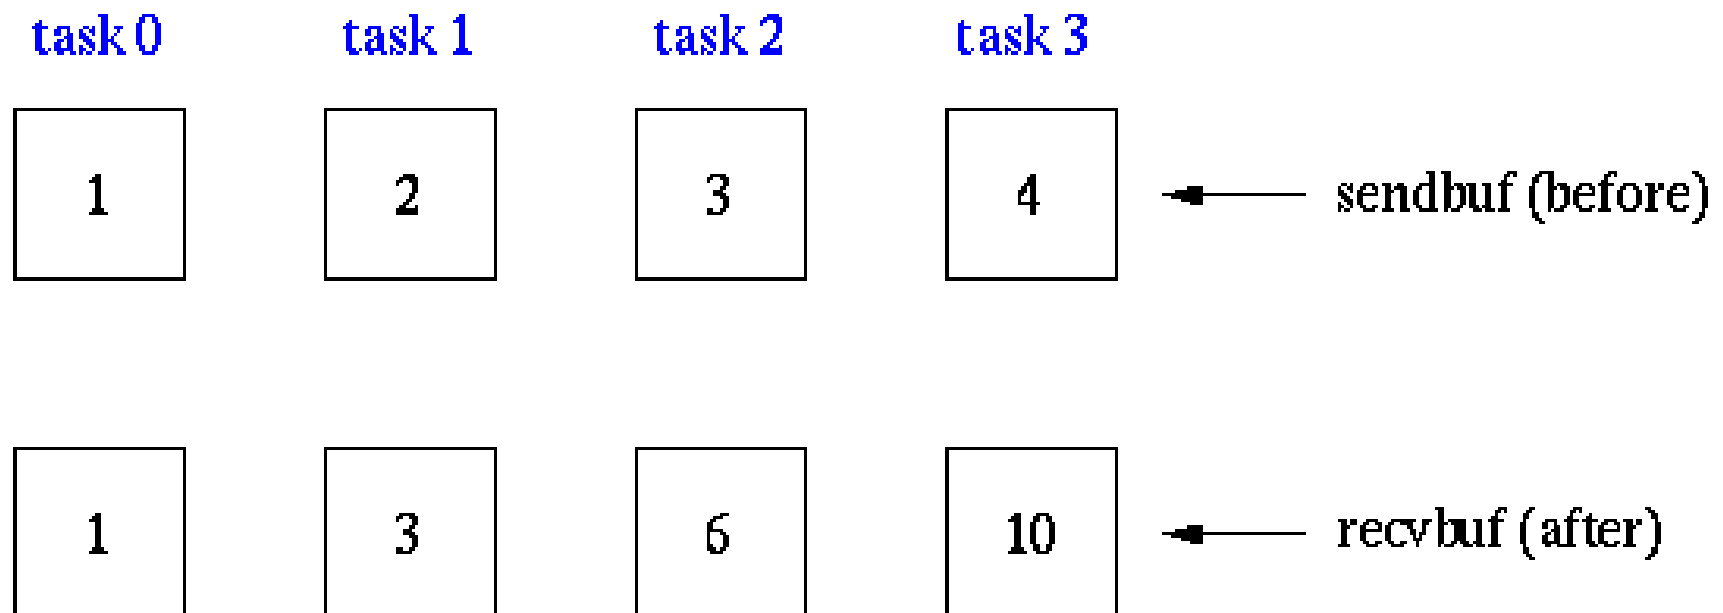 task 0 task 1 task 2 task 3
1 2 3 4 sendbuf (before)
1 3 6 10 recvbuf (after)